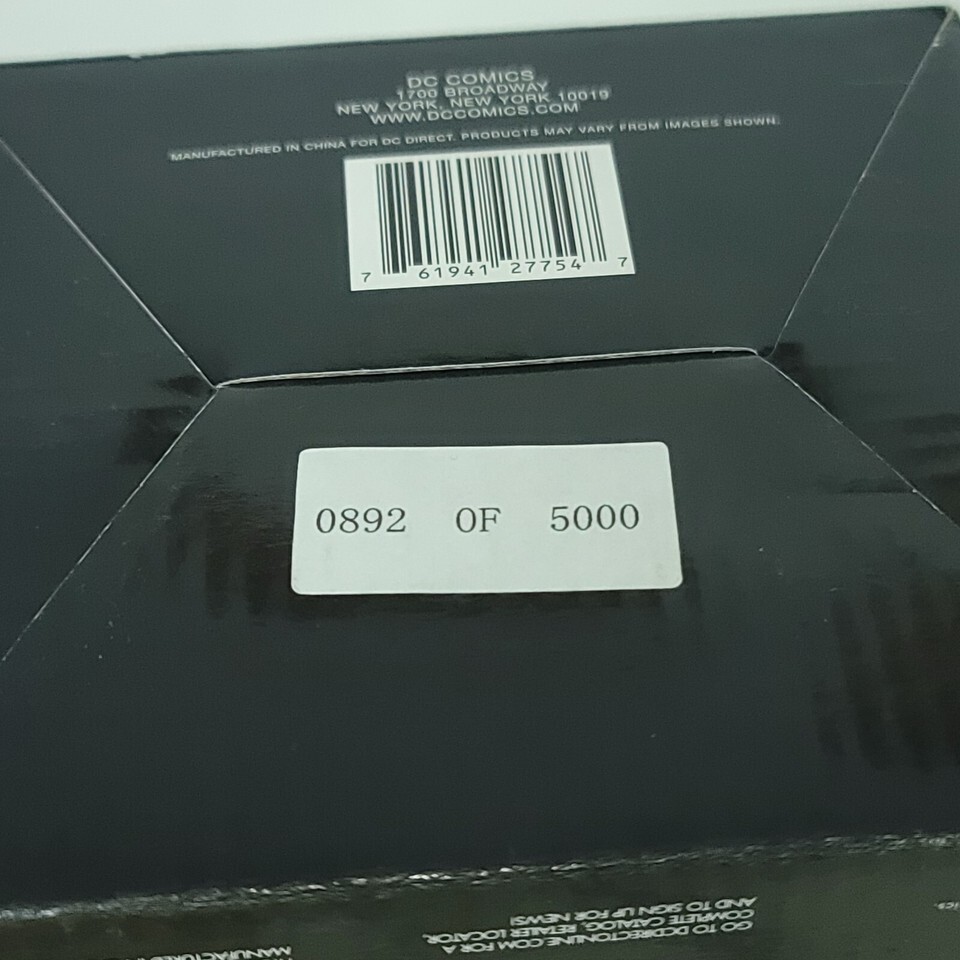 DC COMICS
1700 BROADWAY
NEW YORK, NEW YORK 10019
WWW.DCCOMICS.COM
MANUFACTURED IN CHINA FOR DC DIRECT. PRODUCTS MAY VARY FROM IMAGES SHOWN.
7 61941 27754 7
0892 OF 5000
GO TO DCDIRECTONLINE.COM FOR A
COMPLETE CATALOG, RETAILER LOCATOR,
AND TO SIGN UP FOR NEWS!
MANUFACTURED